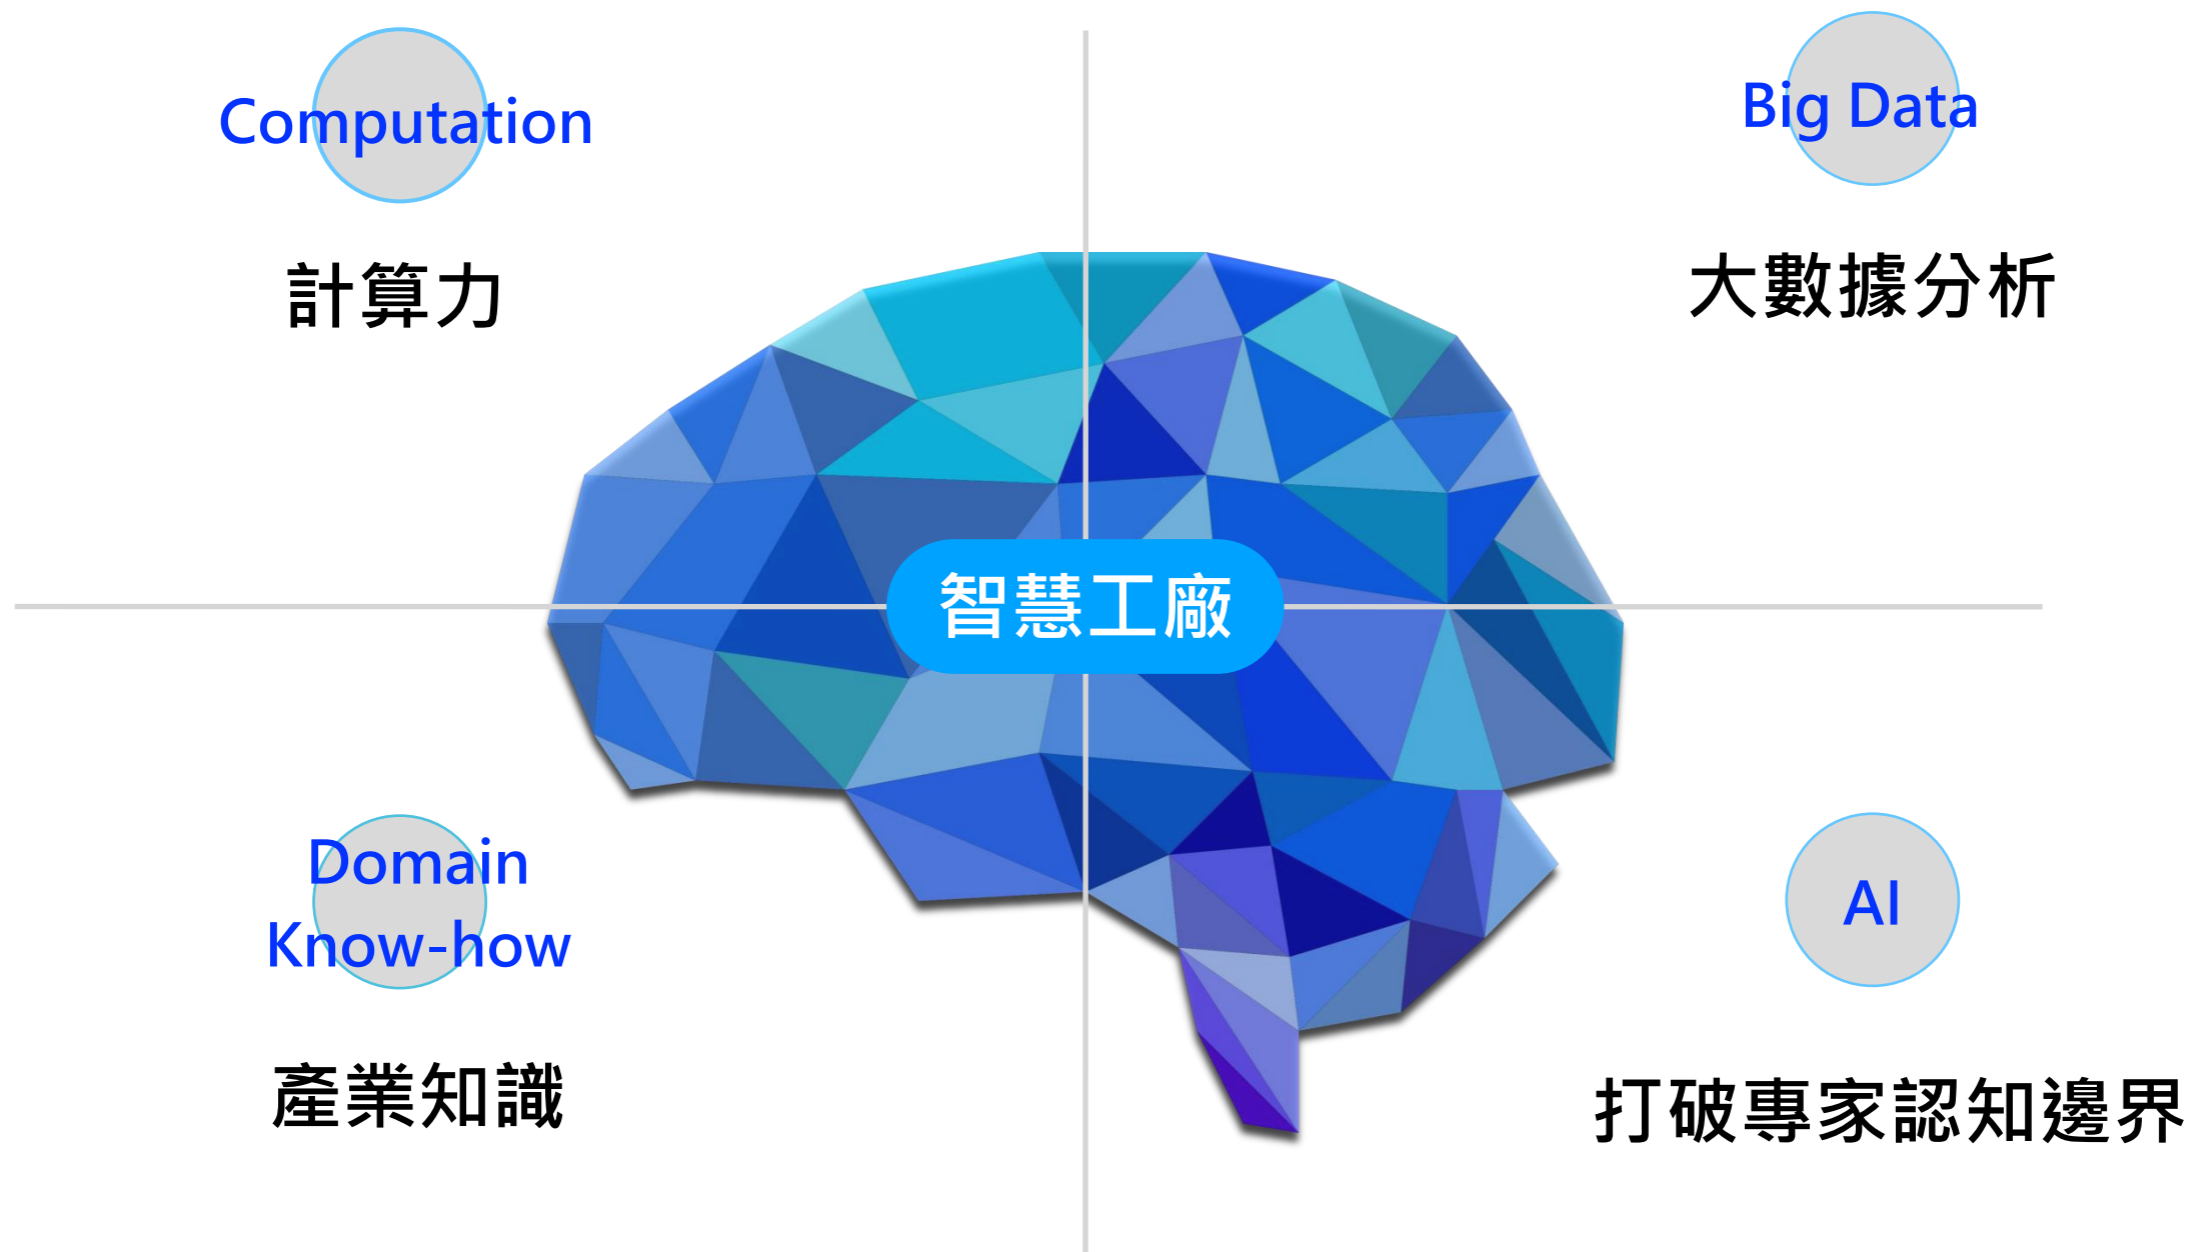 Computation
計算力
Big Data
大數據分析
智慧工廠
Domain
Know-how
產業知識
AI
打破專家認知邊界